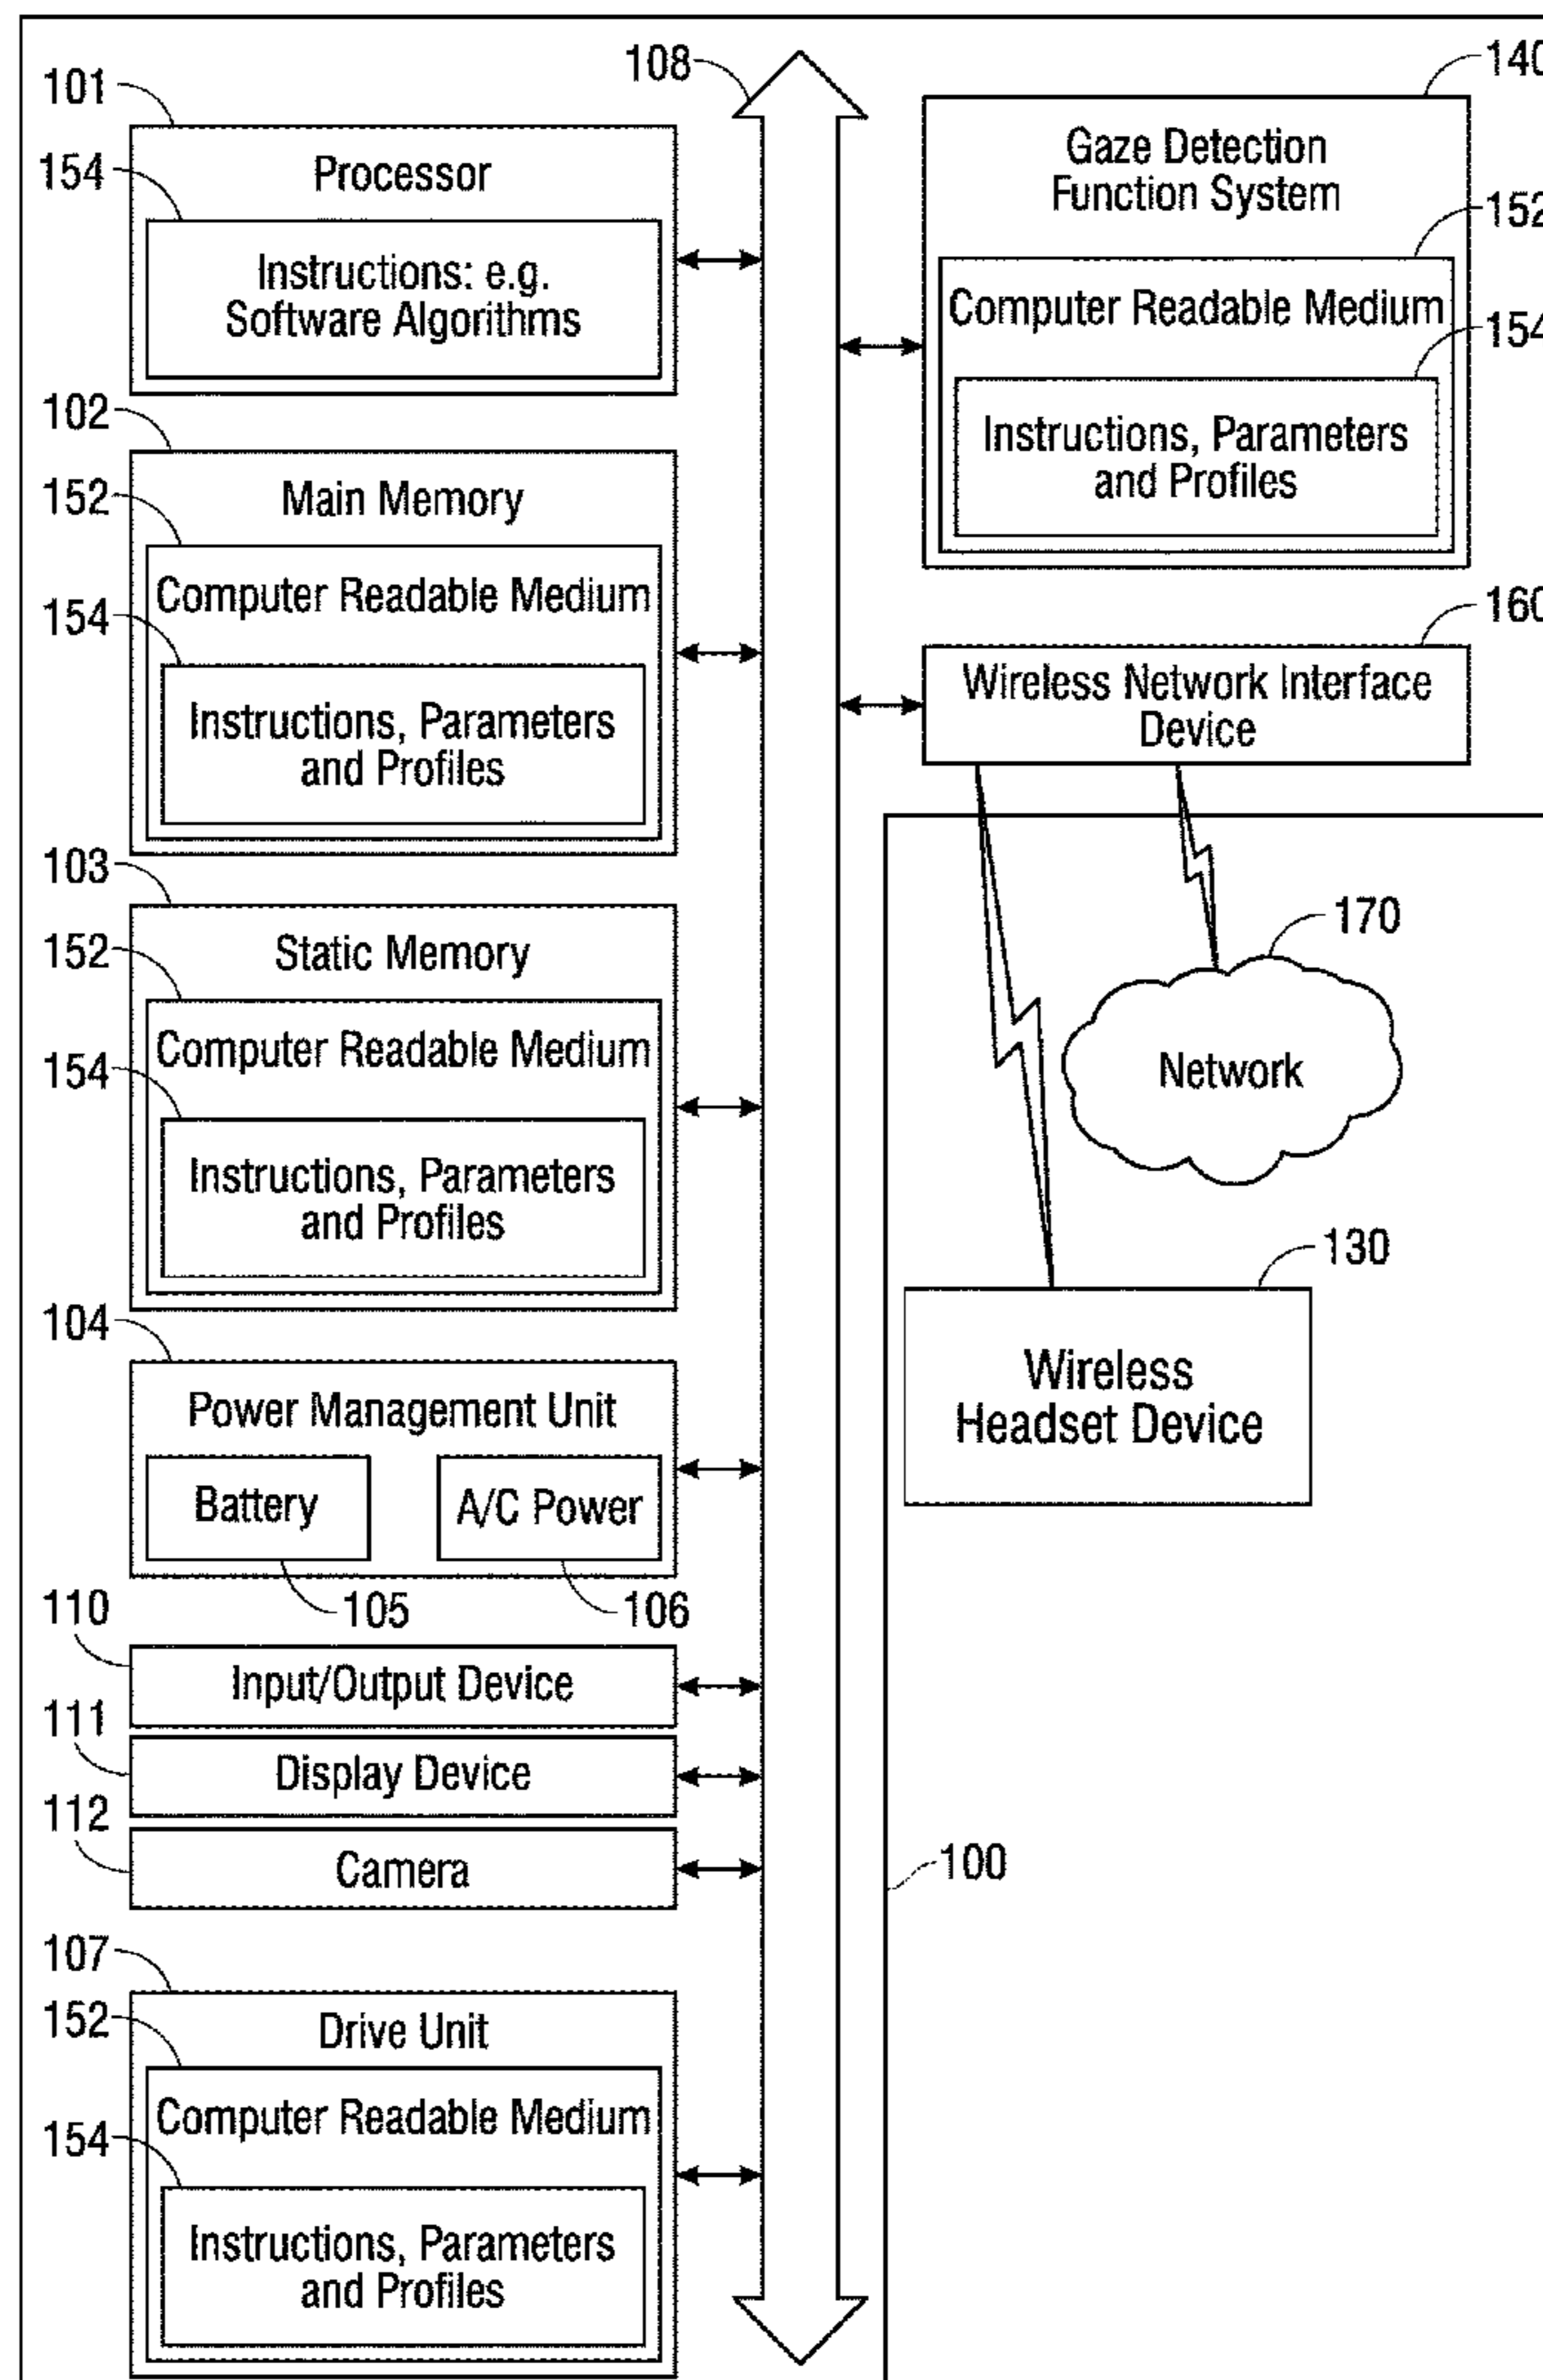 108
101
154
Processor
Instructions: e.g.
Software Algorithms
102
152
Main Memory
Computer Readable Medium
154
Instructions, Parameters
and Profiles
103
152
Static Memory
Computer Readable Medium
154
Instructions, Parameters
and Profiles
104
Power Management Unit
Battery
A/C Power
105
106
110
Input/Output Device
111
Display Device
112
Camera
107
152
Drive Unit
Computer Readable Medium
154
Instructions, Parameters
and Profiles
140
Gaze Detection
Function System
152
Computer Readable Medium
154
Instructions, Parameters
and Profiles
160
Wireless Network Interface
Device
170
Network
130
Wireless
Headset Device
100